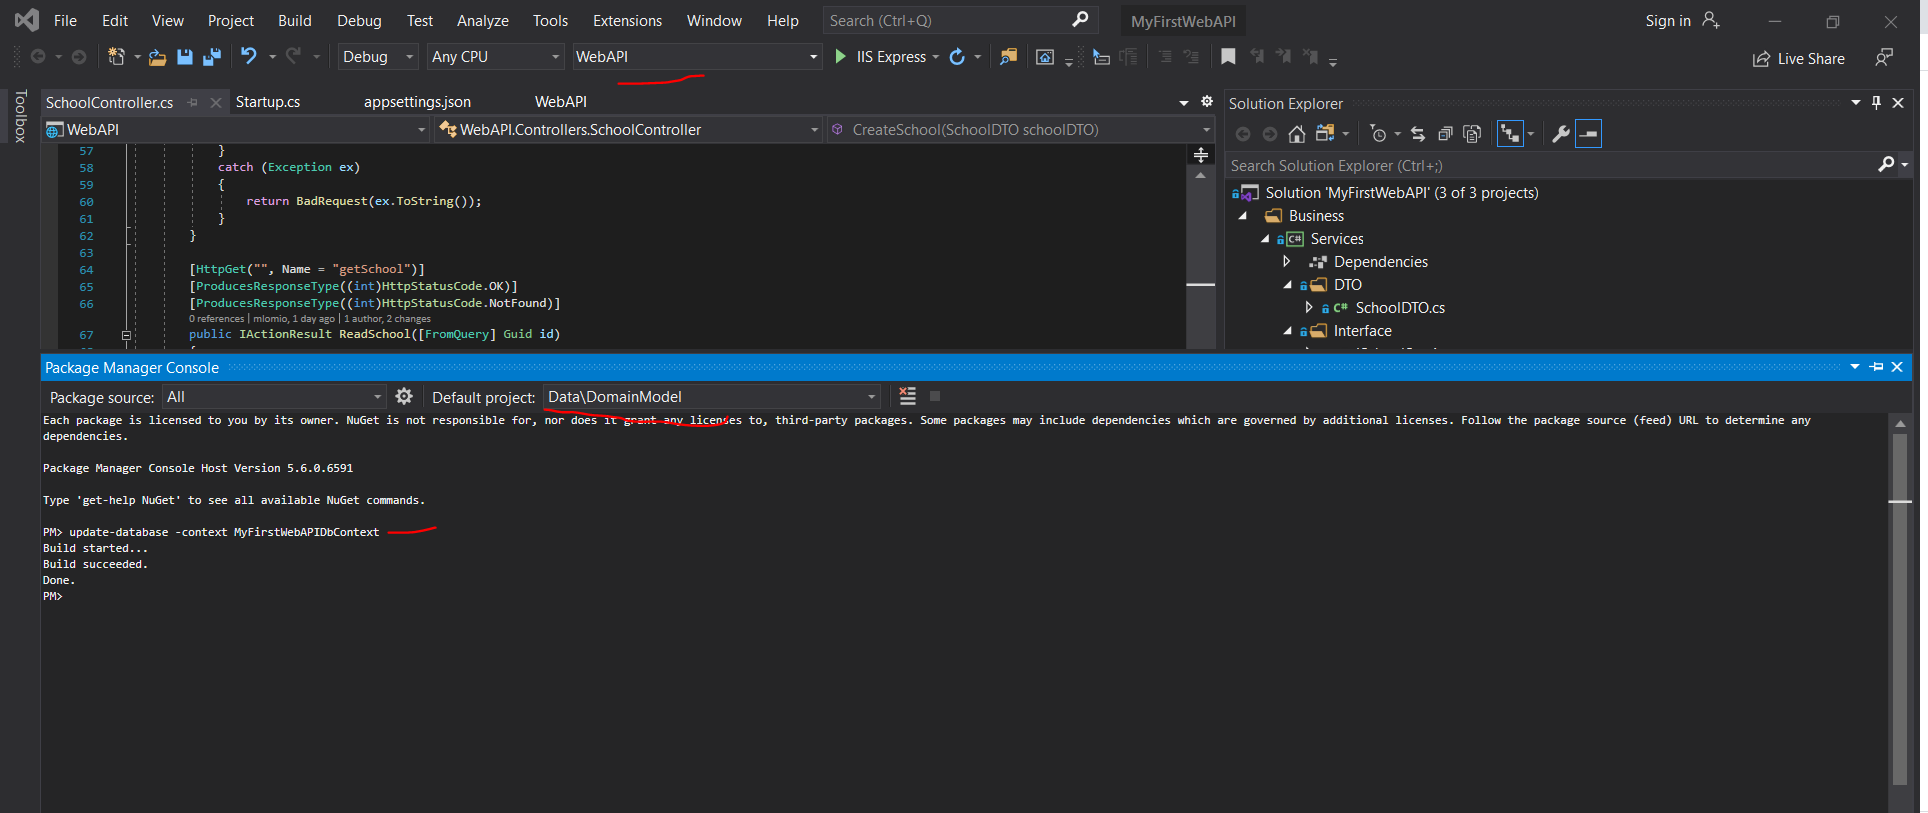 File Edit View Project Build Debug Test Analyze Tools Extensions Window Help Search (Ctrl+Q) MyFirstWebAPI Sign in
Debug Any CPU WebAPI IIS Express Live Share
Toolbox
SchoolController.cs Startup.cs appsettings.json WebAPI
WebAPI WebAPI.Controllers.SchoolController CreateSchool(SchoolDTO schoolDTO)
57 }
58 catch (Exception ex)
59 {
60 return BadRequest(ex.ToString());
61 }
62 }
63
64 [HttpGet("", Name = "getSchool")]
65 [ProducesResponseType((int)HttpStatusCode.OK)]
66 [ProducesResponseType((int)HttpStatusCode.NotFound)]
0 references | mlomio, 1 day ago | 1 author, 2 changes
67 public IActionResult ReadSchool([FromQuery] Guid id)
Solution Explorer
Search Solution Explorer (Ctrl+;)
Solution 'MyFirstWebAPI' (3 of 3 projects)
Business
C# Services
Dependencies
DTO
C# SchoolDTO.cs
Interface
Package Manager Console
Package source: All Default project: Data\DomainModel
Each package is licensed to you by its owner. NuGet is not responsible for, nor does it grant any licenses to, third-party packages. Some packages may include dependencies which are governed by additional licenses. Follow the package source (feed) URL to determine any
dependencies.
Package Manager Console Host Version 5.6.0.6591
Type 'get-help NuGet' to see all available NuGet commands.
PM> update-database -context MyFirstWebAPIDbContext
Build started...
Build succeeded.
Done.
PM>